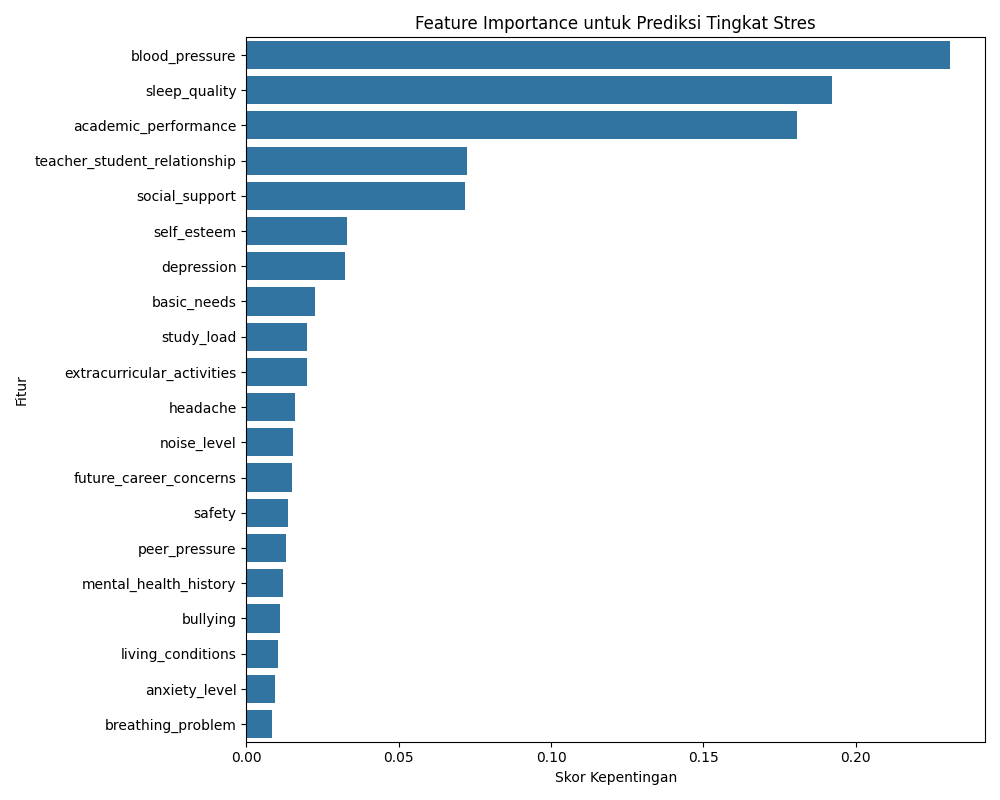 Feature Importance untuk Prediksi Tingkat Stres
blood_pressure
sleep_quality
academic_performance
teacher_student_relationship
social_support
self_esteem
depression
basic_needs
study_load
extracurricular_activities
headache
noise_level
future_career_concerns
safety
peer_pressure
mental_health_history
bullying
living_conditions
anxiety_level
breathing_problem
Fitur
0.00 0.05 0.10 0.15 0.20
Skor Kepentingan